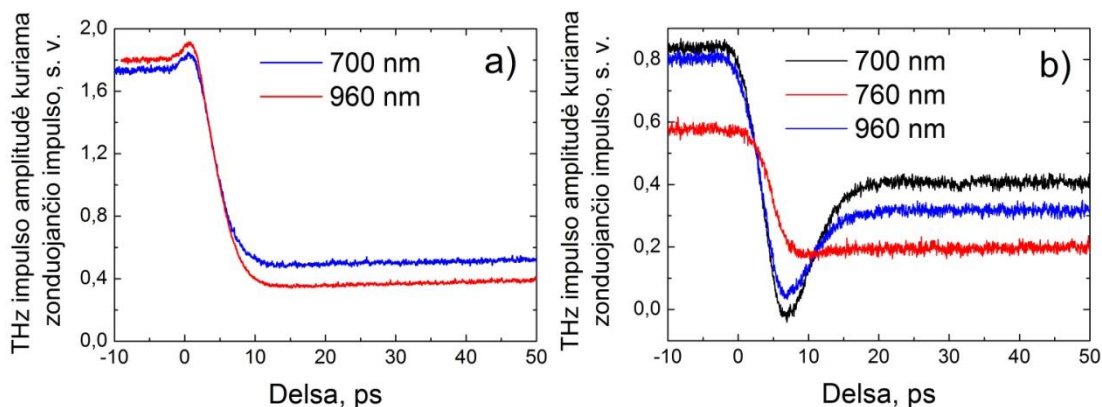 THz impulso amplitudė kuriama
zonduojančio impulso, s. v.
2,0
1,6
1,2
0,8
0,4
0,0
-10
0
10
20
30
40
50
Delsa, ps
700 nm
960 nm
a)
THz impulso amplitudė kuriama
zonduojančio impulso, s. v.
0,8
0,6
0,4
0,2
0,0
-10
0
10
20
30
40
50
Delsa, ps
700 nm
760 nm
960 nm
b)